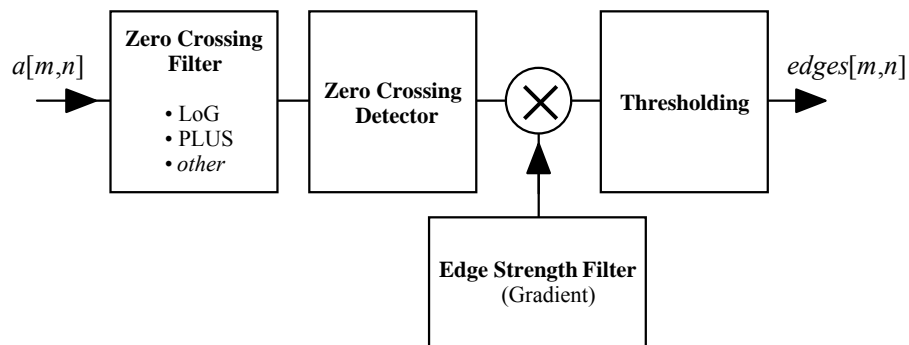 a[m,n]
Zero Crossing
Filter
• LoG
• PLUS
• other
Zero Crossing
Detector
Thresholding
edges[m,n]
Edge Strength Filter
(Gradient)